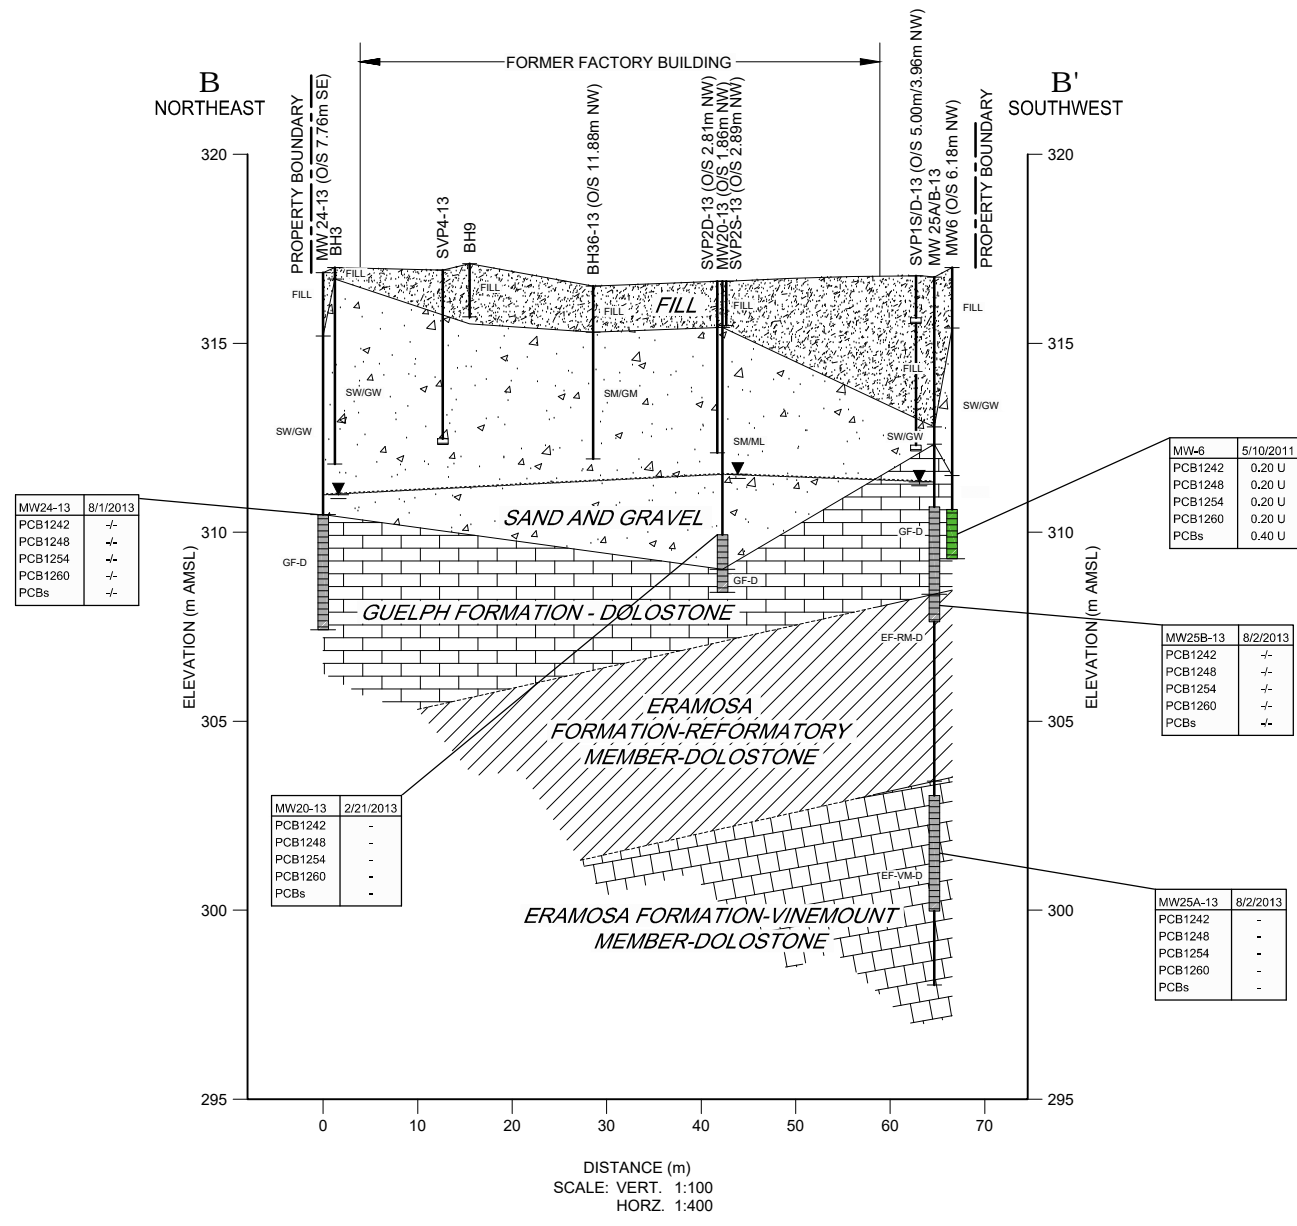 FORMER FACTORY BUILDING
B
NORTHEAST
B'
SOUTHWEST
PROPERTY BOUNDARY
MW 24-13 (O/S 7.76m SE)
BH3
SVP4-13
BH9
BH36-13 (O/S 11.88m NW)
SVP2D-13 (O/S 2.81m NW)
MW20-13 (O/S 1.86m NW)
SVP2S-13 (O/S 2.89m NW)
SVP1S/D-13 (O/S 5.00m/3.96m NW)
MW 25A/B-13
MW6 (O/S 6.18m NW)
PROPERTY BOUNDARY
320
320
FILL
FILL
FILL
FILL
FILL
FILL
FILL
FILL
315
315
FILL
SW/GW
SW/GW
SM/GM
SM/ML
SW/GW
SW/GW
MW-6 5/10/2011
PCB1242 0.20 U
PCB1248 0.20 U
PCB1254 0.20 U
PCB1260 0.20 U
PCBs 0.40 U
MW24-13 8/1/2013
PCB1242 -/-
PCB1248 -/-
PCB1254 -/-
PCB1260 -/-
PCBs -/-
SAND AND GRAVEL
310
310
GF-D
GF-D
GF-D
GUELPH FORMATION - DOLOSTONE
ELEVATION (m AMSL)
ELEVATION (m AMSL)
EF-RM-D
MW25B-13 8/2/2013
PCB1242 -/-
PCB1248 -/-
PCB1254 -/-
PCB1260 -/-
PCBs -/-
305
305
ERAMOSA
FORMATION-REFORMATORY
MEMBER-DOLOSTONE
MW20-13 2/21/2013
PCB1242 -
PCB1248 -
PCB1254 -
PCB1260 -
PCBs -
EF-VM-D
300
300
ERAMOSA FORMATION-VINEMOUNT
MEMBER-DOLOSTONE
MW25A-13 8/2/2013
PCB1242 -
PCB1248 -
PCB1254 -
PCB1260 -
PCBs -
295
295
0 10 20 30 40 50 60 70
DISTANCE (m)
SCALE: VERT. 1:100
HORZ. 1:400